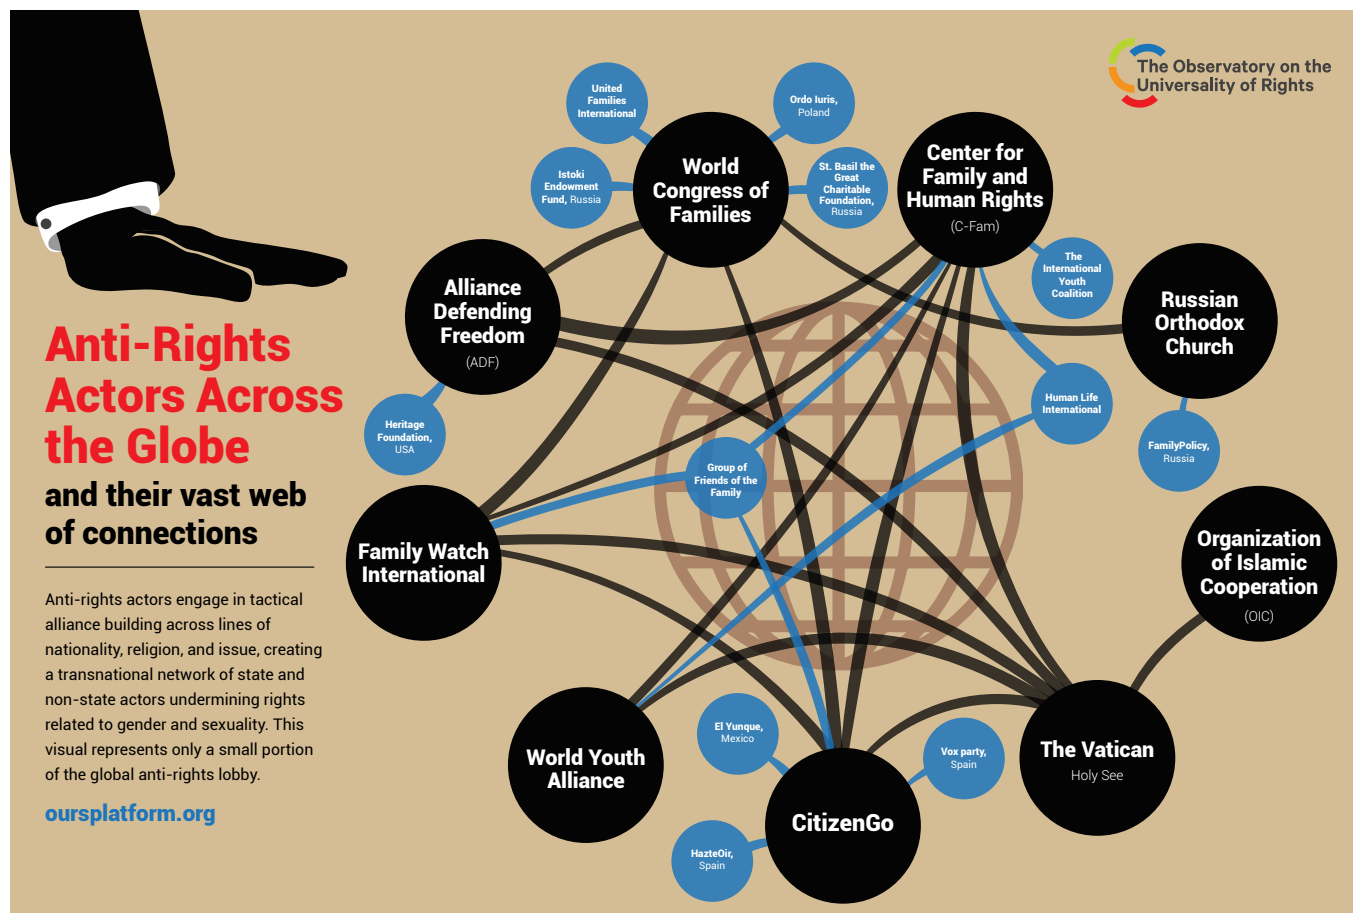 The Observatory on the
Universality of Rights
Anti-Rights
Actors Across
the Globe
and their vast web
of connections
Anti-rights actors engage in tactical
alliance building across lines of
nationality, religion, and issue, creating
a transnational network of state and
non-state actors undermining rights
related to gender and sexuality. This
visual represents only a small portion
of the global anti-rights lobby.
oursplatform.org
United
Families
International
Ordo Iuris,
Poland
Istoki
Endowment
Fund, Russia
World
Congress of
Families
St. Basil the
Great
Charitable
Foundation,
Russia
Center for
Family and
Human Rights
(C-Fam)
The
International
Youth
Coalition
Alliance
Defending
Freedom
(ADF)
Russian
Orthodox
Church
Heritage
Foundation,
USA
Human Life
International
FamilyPolicy,
Russia
Group of
Friends of the
Family
Family Watch
International
Organization
of Islamic
Cooperation
(OIC)
World Youth
Alliance
El Yunque,
Mexico
Vox party,
Spain
The Vatican
Holy See
CitizenGo
HazteOir,
Spain